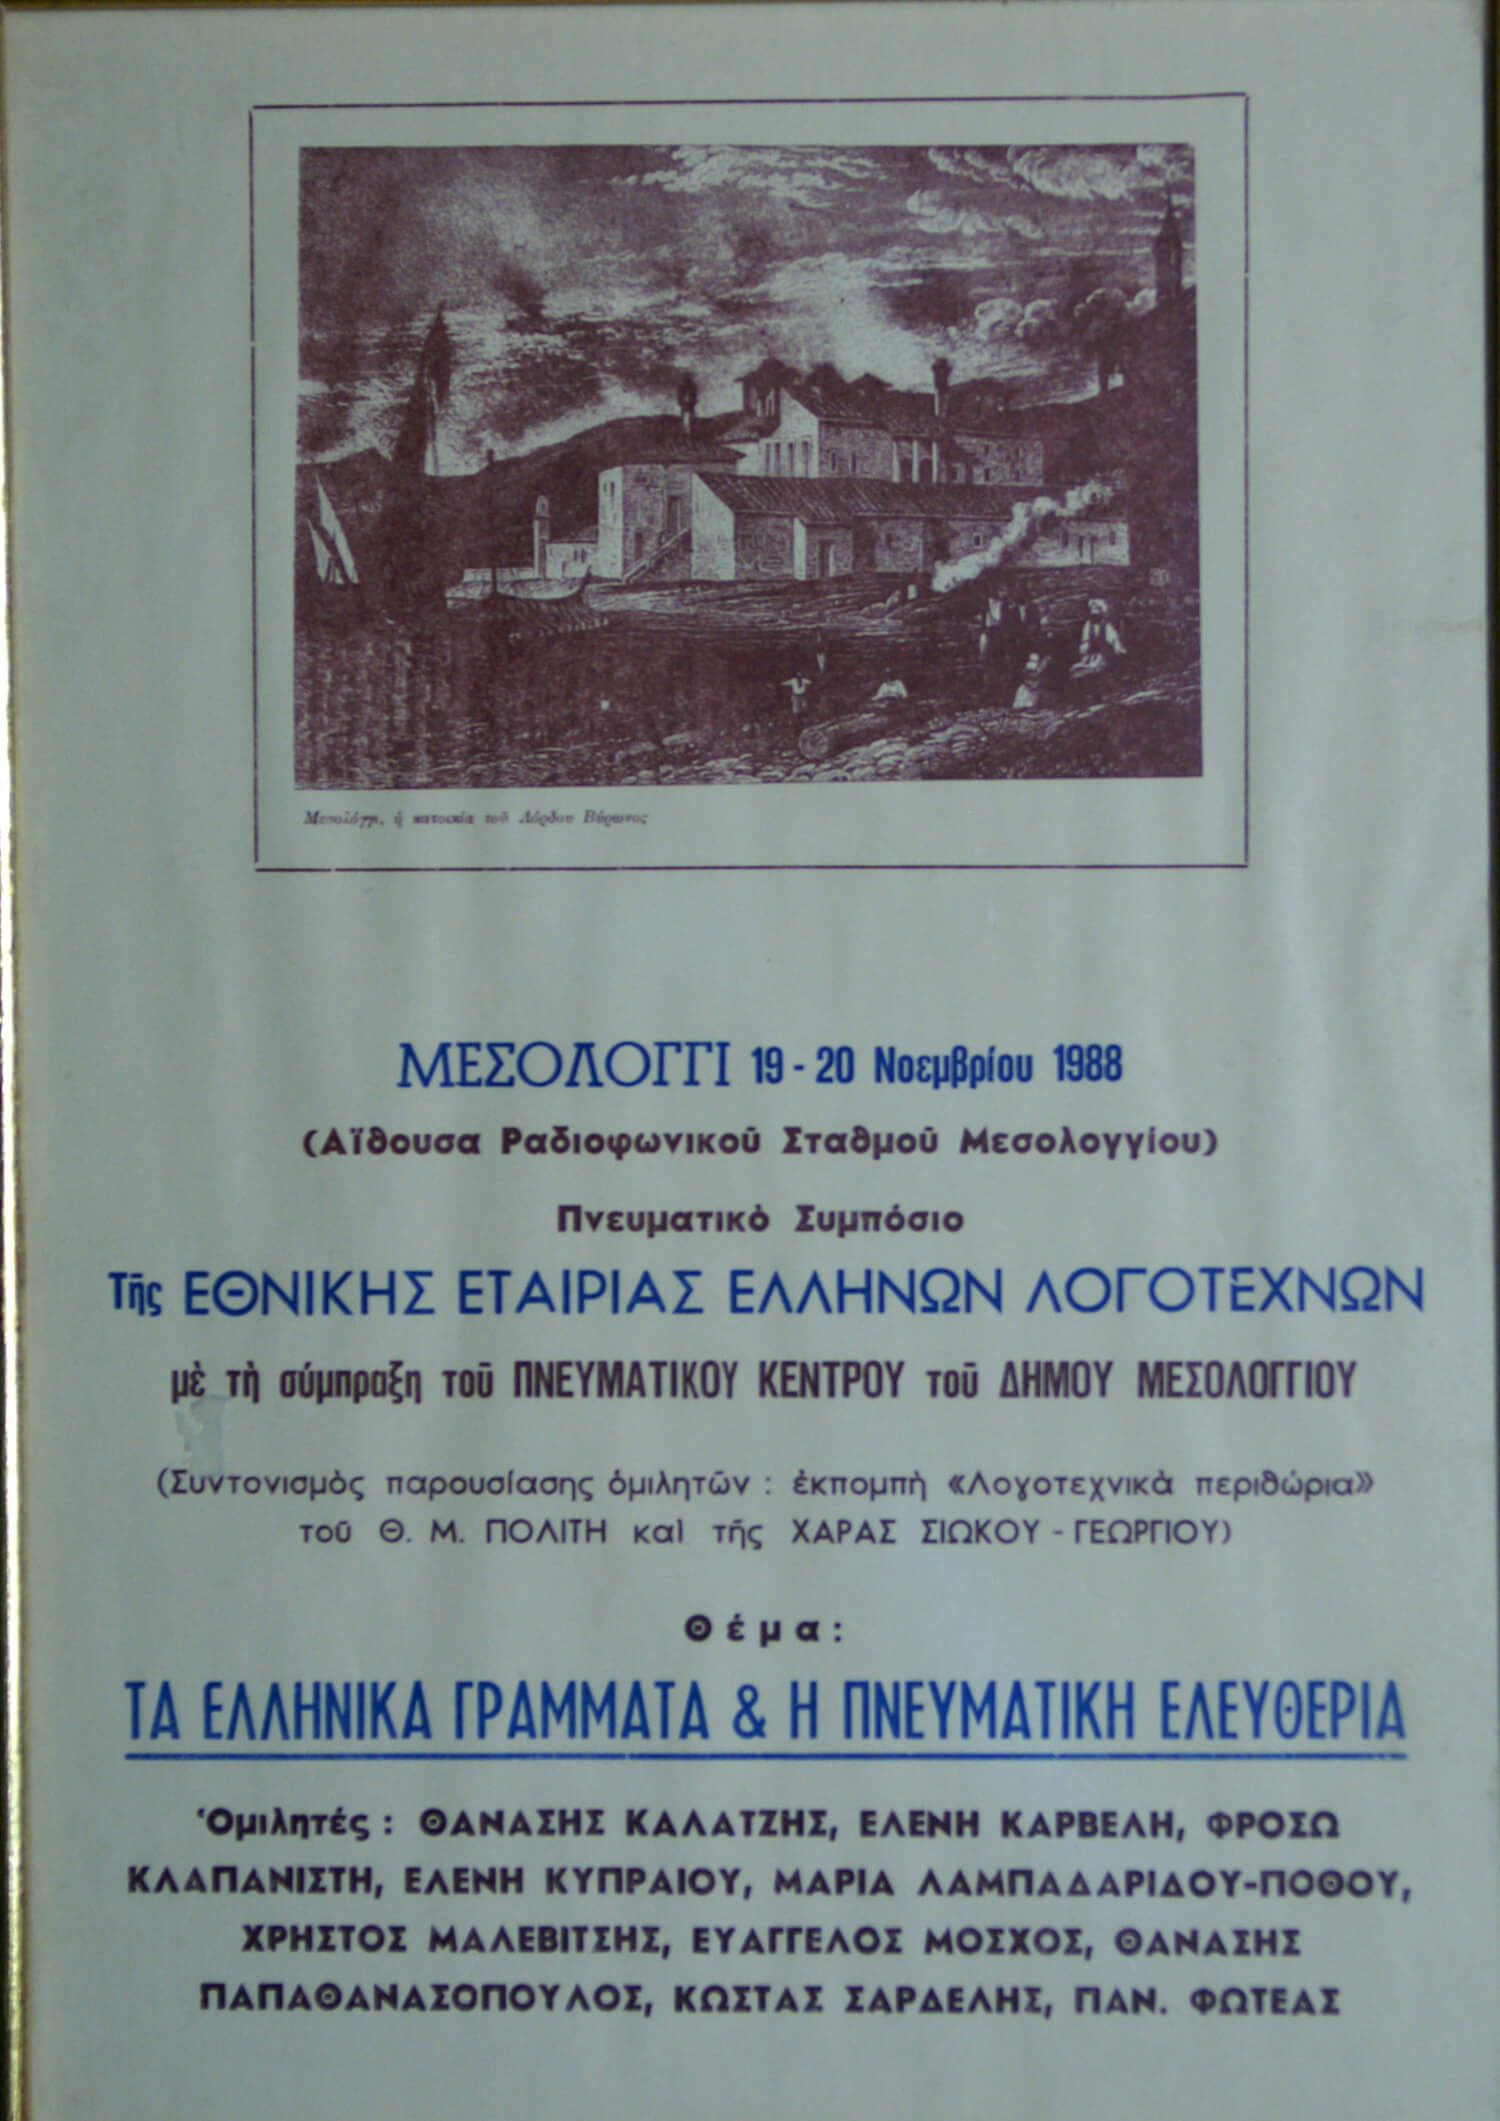 Μεσολόγγι, ἡ κατοικία τοῦ Λόρδου Βύρωνος
ΜΕΣΟΛΟΓΓΙ 19 - 20 Νοεμβρίου 1988
(Αἴθουσα Ραδιοφωνικοῦ Σταθμοῦ Μεσολογγίου)
Πνευματικὸ Συμπόσιο
Τῆς ΕΘΝΙΚΗΣ ΕΤΑΙΡΙΑΣ ΕΛΛΗΝΩΝ ΛΟΓΟΤΕΧΝΩΝ
μὲ τὴ σύμπραξη τοῦ ΠΝΕΥΜΑΤΙΚΟΥ ΚΕΝΤΡΟΥ τοῦ ΔΗΜΟΥ ΜΕΣΟΛΟΓΓΙΟΥ
(Συντονισμὸς παρουσίασης ὁμιλητῶν : ἐκπομπὴ «Λογοτεχνικὰ περιθώρια»
τοῦ Θ. Μ. ΠΟΛΙΤΗ καὶ τῆς ΧΑΡΑΣ ΣΙΩΚΟΥ - ΓΕΩΡΓΙΟΥ)
Θέμα:
ΤΑ ΕΛΛΗΝΙΚΑ ΓΡΑΜΜΑΤΑ & Η ΠΝΕΥΜΑΤΙΚΗ ΕΛΕΥΘΕΡΙΑ
Ὁμιλητές : ΘΑΝΑΣΗΣ ΚΑΛΑΤΖΗΣ, ΕΛΕΝΗ ΚΑΡΒΕΛΗ, ΦΡΟΣΩ
ΚΛΑΠΑΝΙΣΤΗ, ΕΛΕΝΗ ΚΥΠΡΑΙΟΥ, ΜΑΡΙΑ ΛΑΜΠΑΔΑΡΙΔΟΥ-ΠΟΘΟΥ,
ΧΡΗΣΤΟΣ ΜΑΛΕΒΙΤΣΗΣ, ΕΥΑΓΓΕΛΟΣ ΜΟΣΧΟΣ, ΘΑΝΑΣΗΣ
ΠΑΠΑΘΑΝΑΣΟΠΟΥΛΟΣ, ΚΩΣΤΑΣ ΣΑΡΔΕΛΗΣ, ΠΑΝ. ΦΩΤΕΑΣ